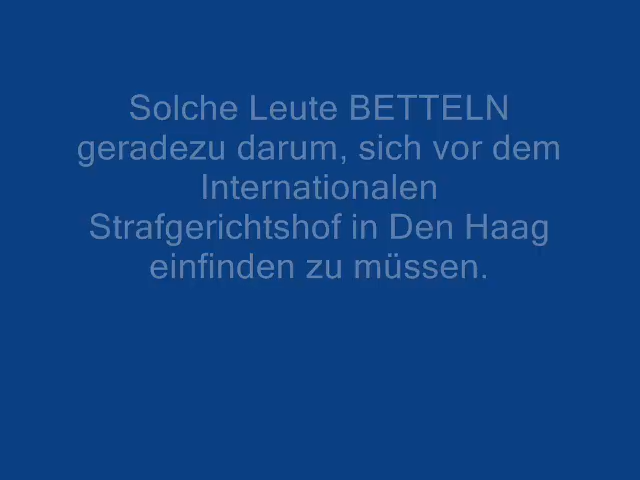 Solche Leute BETTELN
geradezu darum, sich vor dem
Internationalen
Strafgerichtshof in Den Haag
einfinden zu müssen.